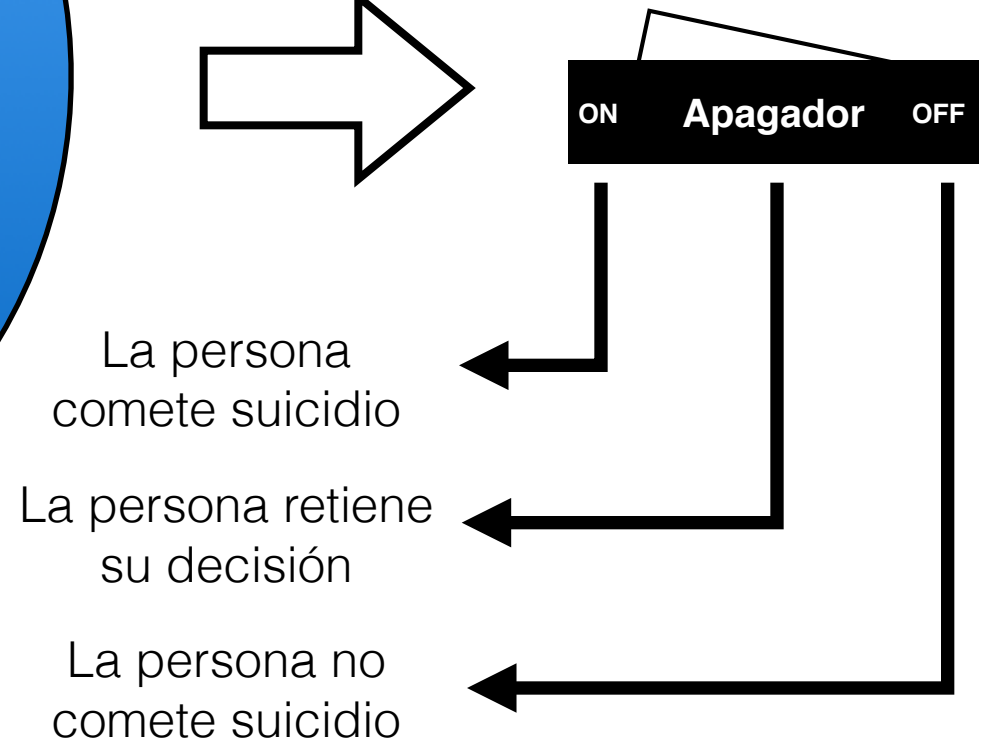 ON Apagador OFF
La persona
comete suicidio
La persona retiene
su decisión
La persona no
comete suicidio